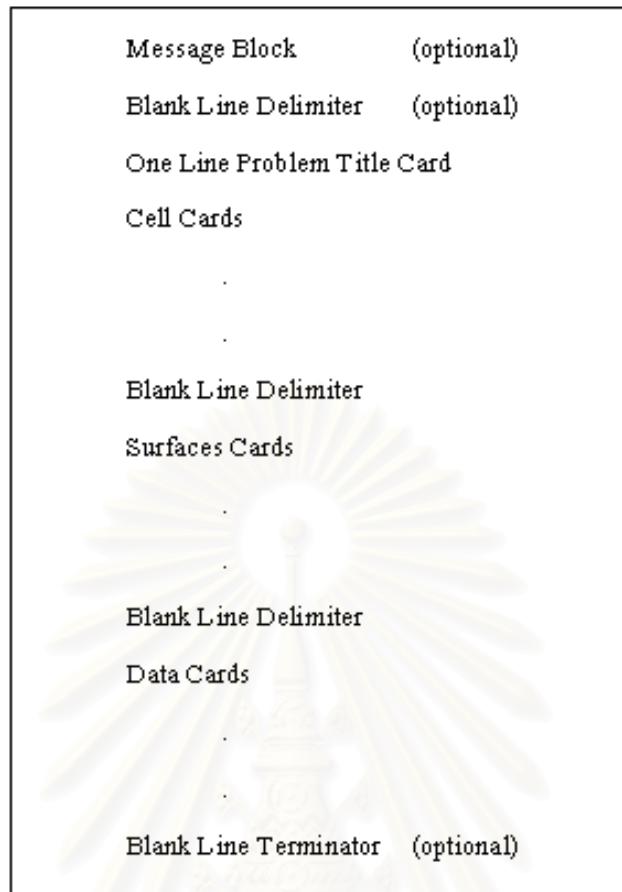 Message Block (optional)
Blank Line Delimiter (optional)
One Line Problem Title Card
Cell Cards
.
.
Blank Line Delimiter
Surfaces Cards
.
.
Blank Line Delimiter
Data Cards
.
.
Blank Line Terminator (optional)